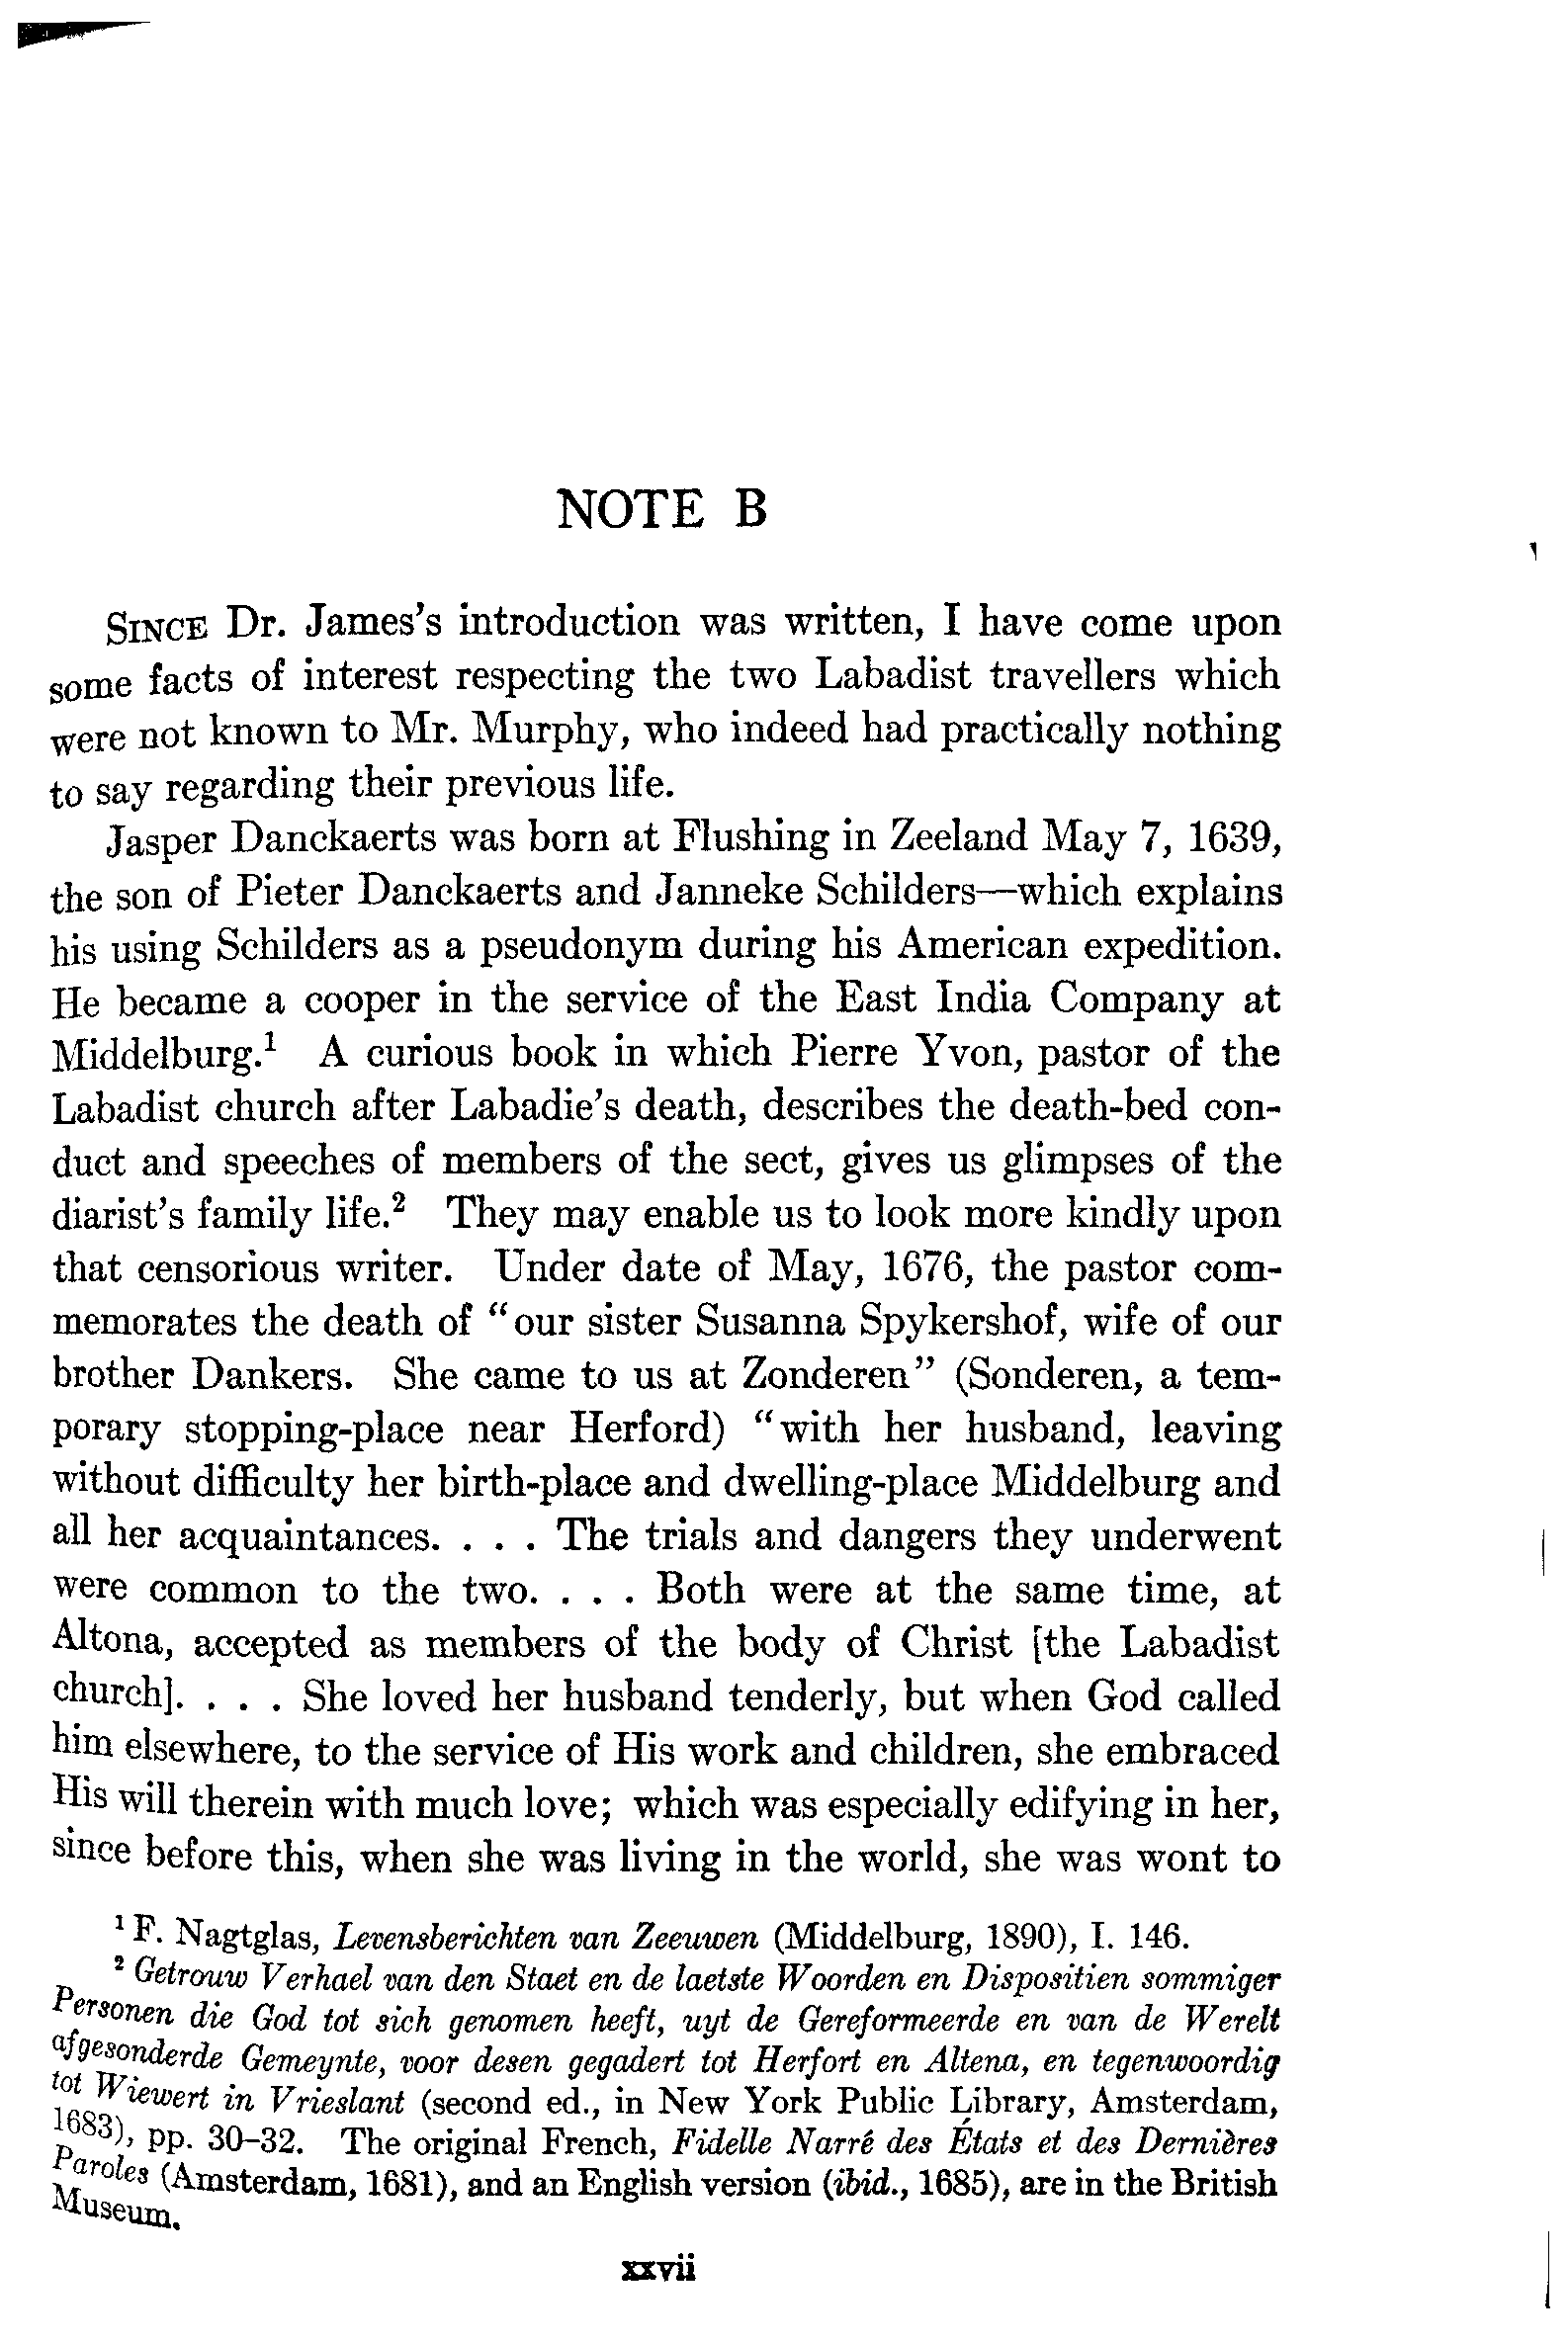 NOTE B
SINCE Dr. James's introduction was written, I have come upon
some facts of interest respecting the two Labadist travellers which
were not known to Mr. Murphy, who indeed had practically nothing
to say regarding their previous life.
Jasper Danckaerts was born at Flushing in Zeeland May 7, 1639,
the son of Pieter Danckaerts and Janneke Schilders—which explains
his using Schilders as a pseudonym during his American expedition.
He became a cooper in the service of the East India Company at
Middelburg.¹ A curious book in which Pierre Yvon, pastor of the
Labadist church after Labadie's death, describes the death-bed con-
duct and speeches of members of the sect, gives us glimpses of the
diarist's family life.² They may enable us to look more kindly upon
that censorious writer. Under date of May, 1676, the pastor com-
memorates the death of "our sister Susanna Spykershof, wife of our
brother Dankers. She came to us at Zonderen" (Sonderen, a tem-
porary stopping-place near Herford) "with her husband, leaving
without difficulty her birth-place and dwelling-place Middelburg and
all her acquaintances. . . . The trials and dangers they underwent
were common to the two. . . . Both were at the same time, at
Altona, accepted as members of the body of Christ [the Labadist
church]. . . . She loved her husband tenderly, but when God called
him elsewhere, to the service of His work and children, she embraced
His will therein with much love; which was especially edifying in her,
since before this, when she was living in the world, she was wont to
¹ F. Nagtglas, Levensberichten van Zeeuwen (Middelburg, 1890), I. 146.
² Getrouw Verhael van den Staet en de laetste Woorden en Dispositien sommiger
Personen die God tot sich genomen heeft, uyt de Gereformeerde en van de Werelt
afgesonderde Gemeynte, voor desen gegadert tot Herfort en Altena, en tegenwoordig
tot Wiewert in Vrieslant (second ed., in New York Public Library, Amsterdam,
1683), pp. 30-32. The original French, Fidelle Narré des États et des Dernières
Paroles (Amsterdam, 1681), and an English version (ibid., 1685), are in the British
Museum.
xxvii